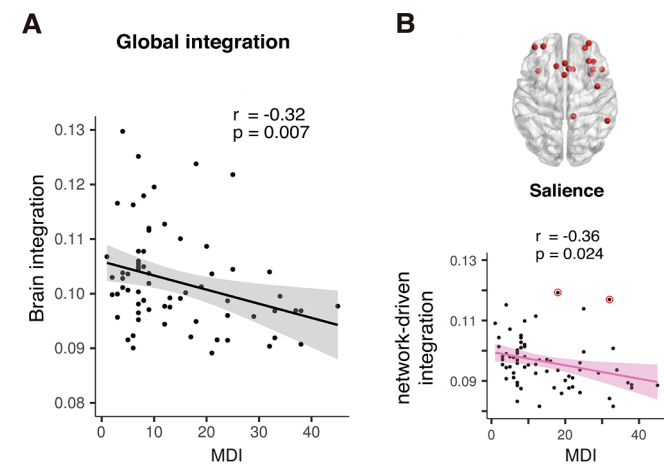 A
Global integration
r = -0.32
p = 0.007
0.13
0.12
0.11
0.10
0.09
0.08
Brain integration
0
10
20
30
40
MDI
B
Salience
r = -0.36
p = 0.024
0.13
0.11
0.09
network-driven
integration
0
20
40
MDI